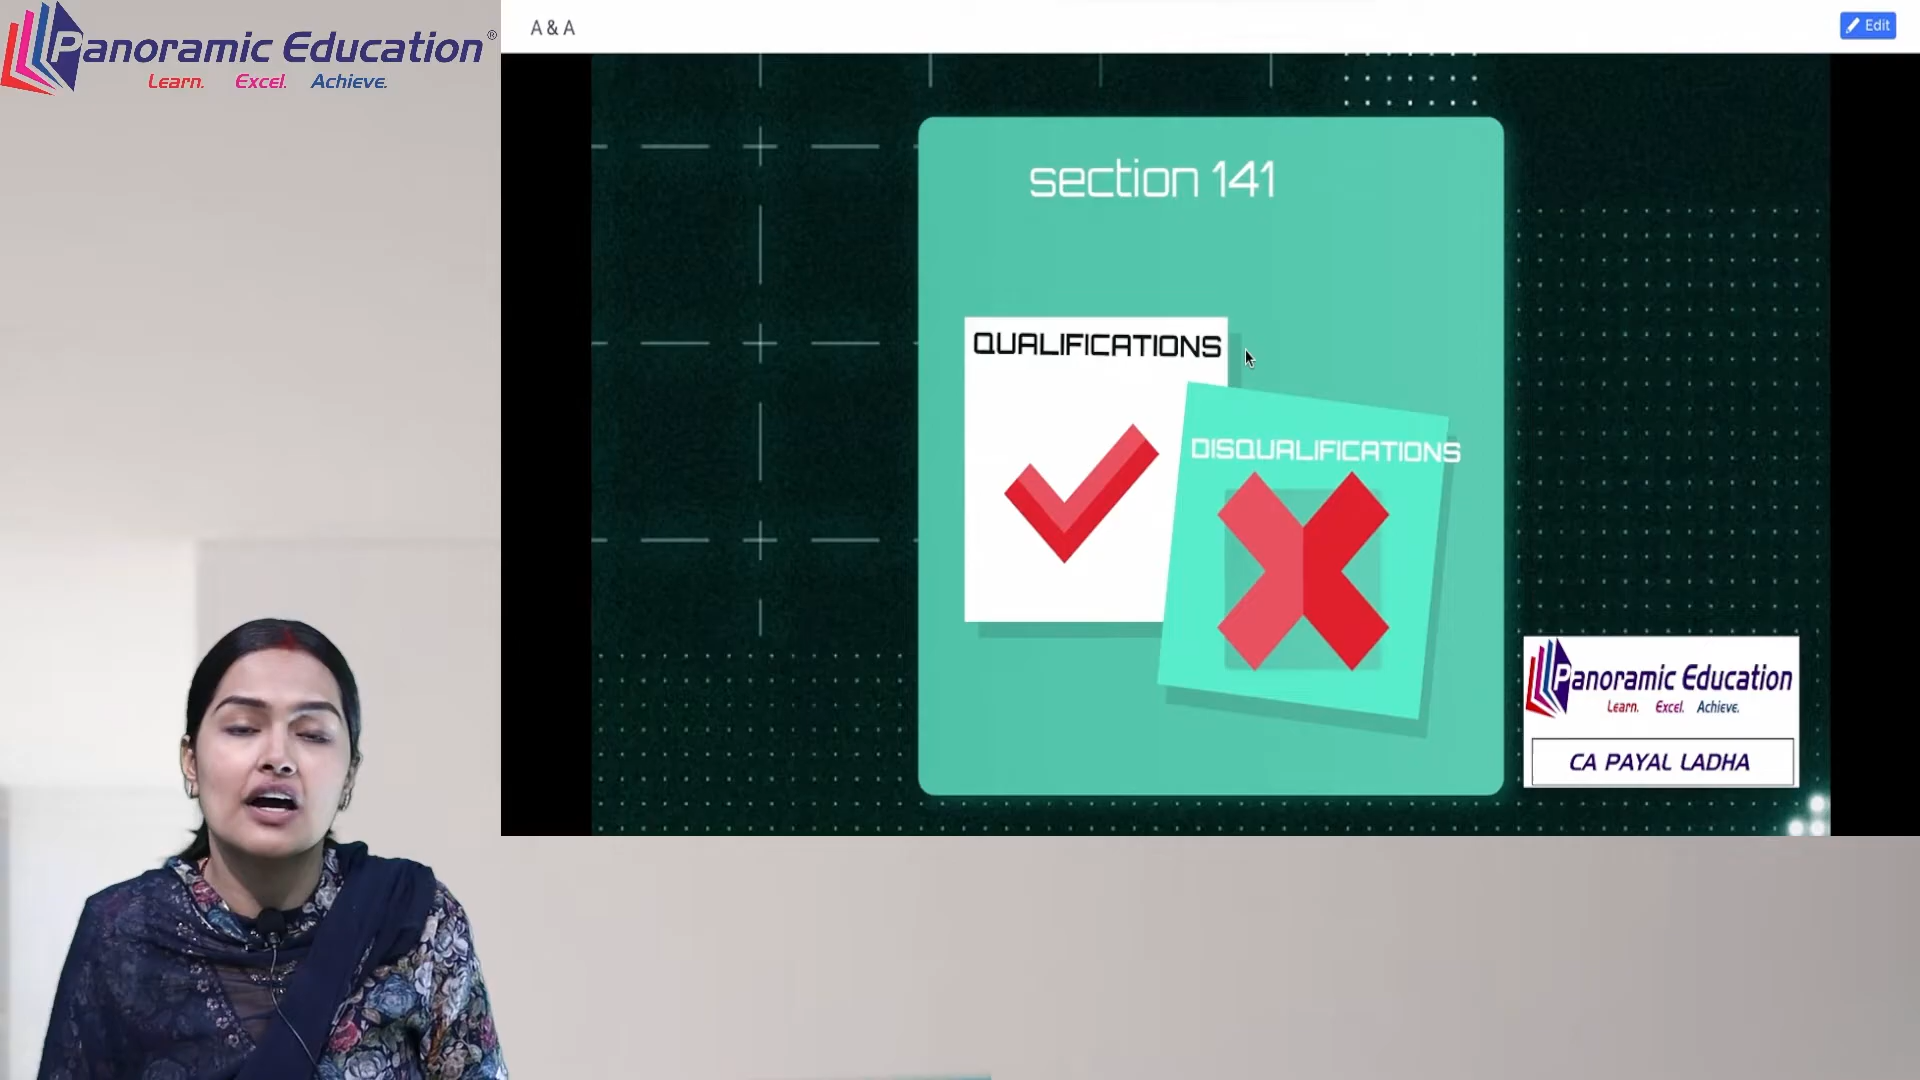 Panoramic Education®
Learn. Excel. Achieve.
A & A
Edit
section 141
QUALIFICATIONS
DISQUALIFICATIONS
Panoramic Education
Learn. Excel. Achieve.
CA PAYAL LADHA